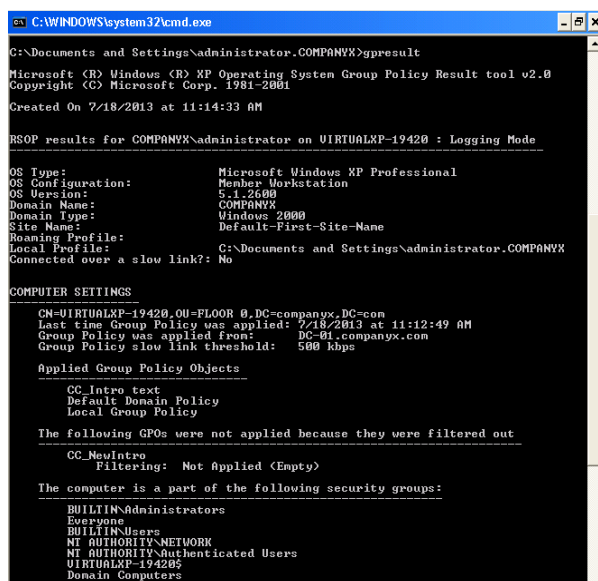 C:\WINDOWS\system32\cmd.exe
C:\Documents and Settings\administrator.COMPANYX>gpresult
Microsoft (R) Windows (R) XP Operating System Group Policy Result tool v2.0
Copyright (C) Microsoft Corp. 1981-2001
Created On 7/18/2013 at 11:14:33 AM
RSOP results for COMPANYX\administrator on VIRTUALXP-19420 : Logging Mode
OS Type: Microsoft Windows XP Professional
OS Configuration: Member Workstation
OS Version: 5.1.2600
Domain Name: COMPANYX
Domain Type: Windows 2000
Site Name: Default-First-Site-Name
Roaming Profile:
Local Profile: C:\Documents and Settings\administrator.COMPANYX
Connected over a slow link?: No
COMPUTER SETTINGS
CN=VIRTUALXP-19420,OU=FLOOR 0,DC=companyx,DC=com
Last time Group Policy was applied: 7/18/2013 at 11:12:49 AM
Group Policy was applied from: DC-01.companyx.com
Group Policy slow link threshold: 500 kbps
Applied Group Policy Objects
CC_Intro text
Default Domain Policy
Local Group Policy
The following GPOs were not applied because they were filtered out
CC_NewIntro
Filtering: Not Applied (Empty)
The computer is a part of the following security groups:
BUILTIN\Administrators
Everyone
BUILTIN\Users
NT AUTHORITY\NETWORK
NT AUTHORITY\Authenticated Users
VIRTUALXP-19420$
Domain Computers